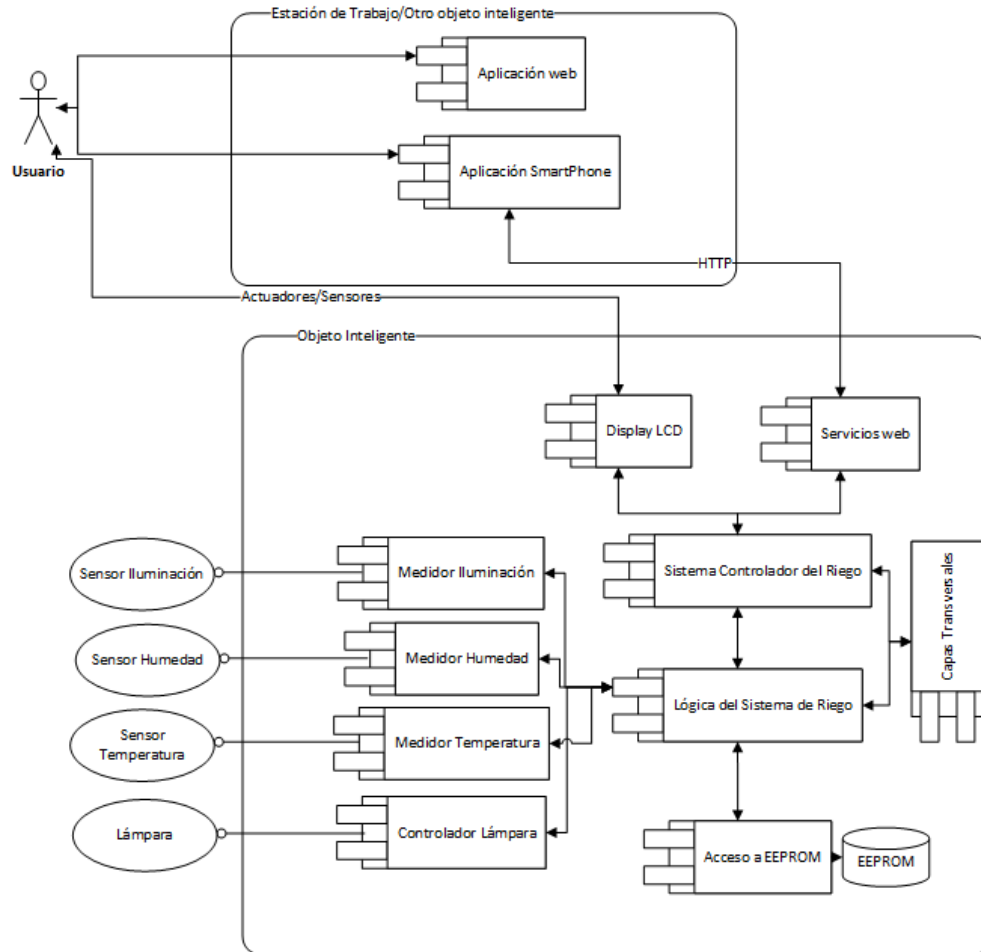 Estación de Trabajo/Otro objeto inteligente
Aplicación web
Usuario
Aplicación SmartPhone
HTTP
Actuadores/Sensores
Objeto Inteligente
Display LCD
Servicios web
Sensor Iluminación
Medidor Iluminación
Sistema Controlador del Riego
Capas Transversales
Sensor Humedad
Medidor Humedad
Lógica del Sistema de Riego
Sensor
Temperatura
Medidor Temperatura
Lámpara
Controlador Lámpara
Acceso a EEPROM
EEPROM